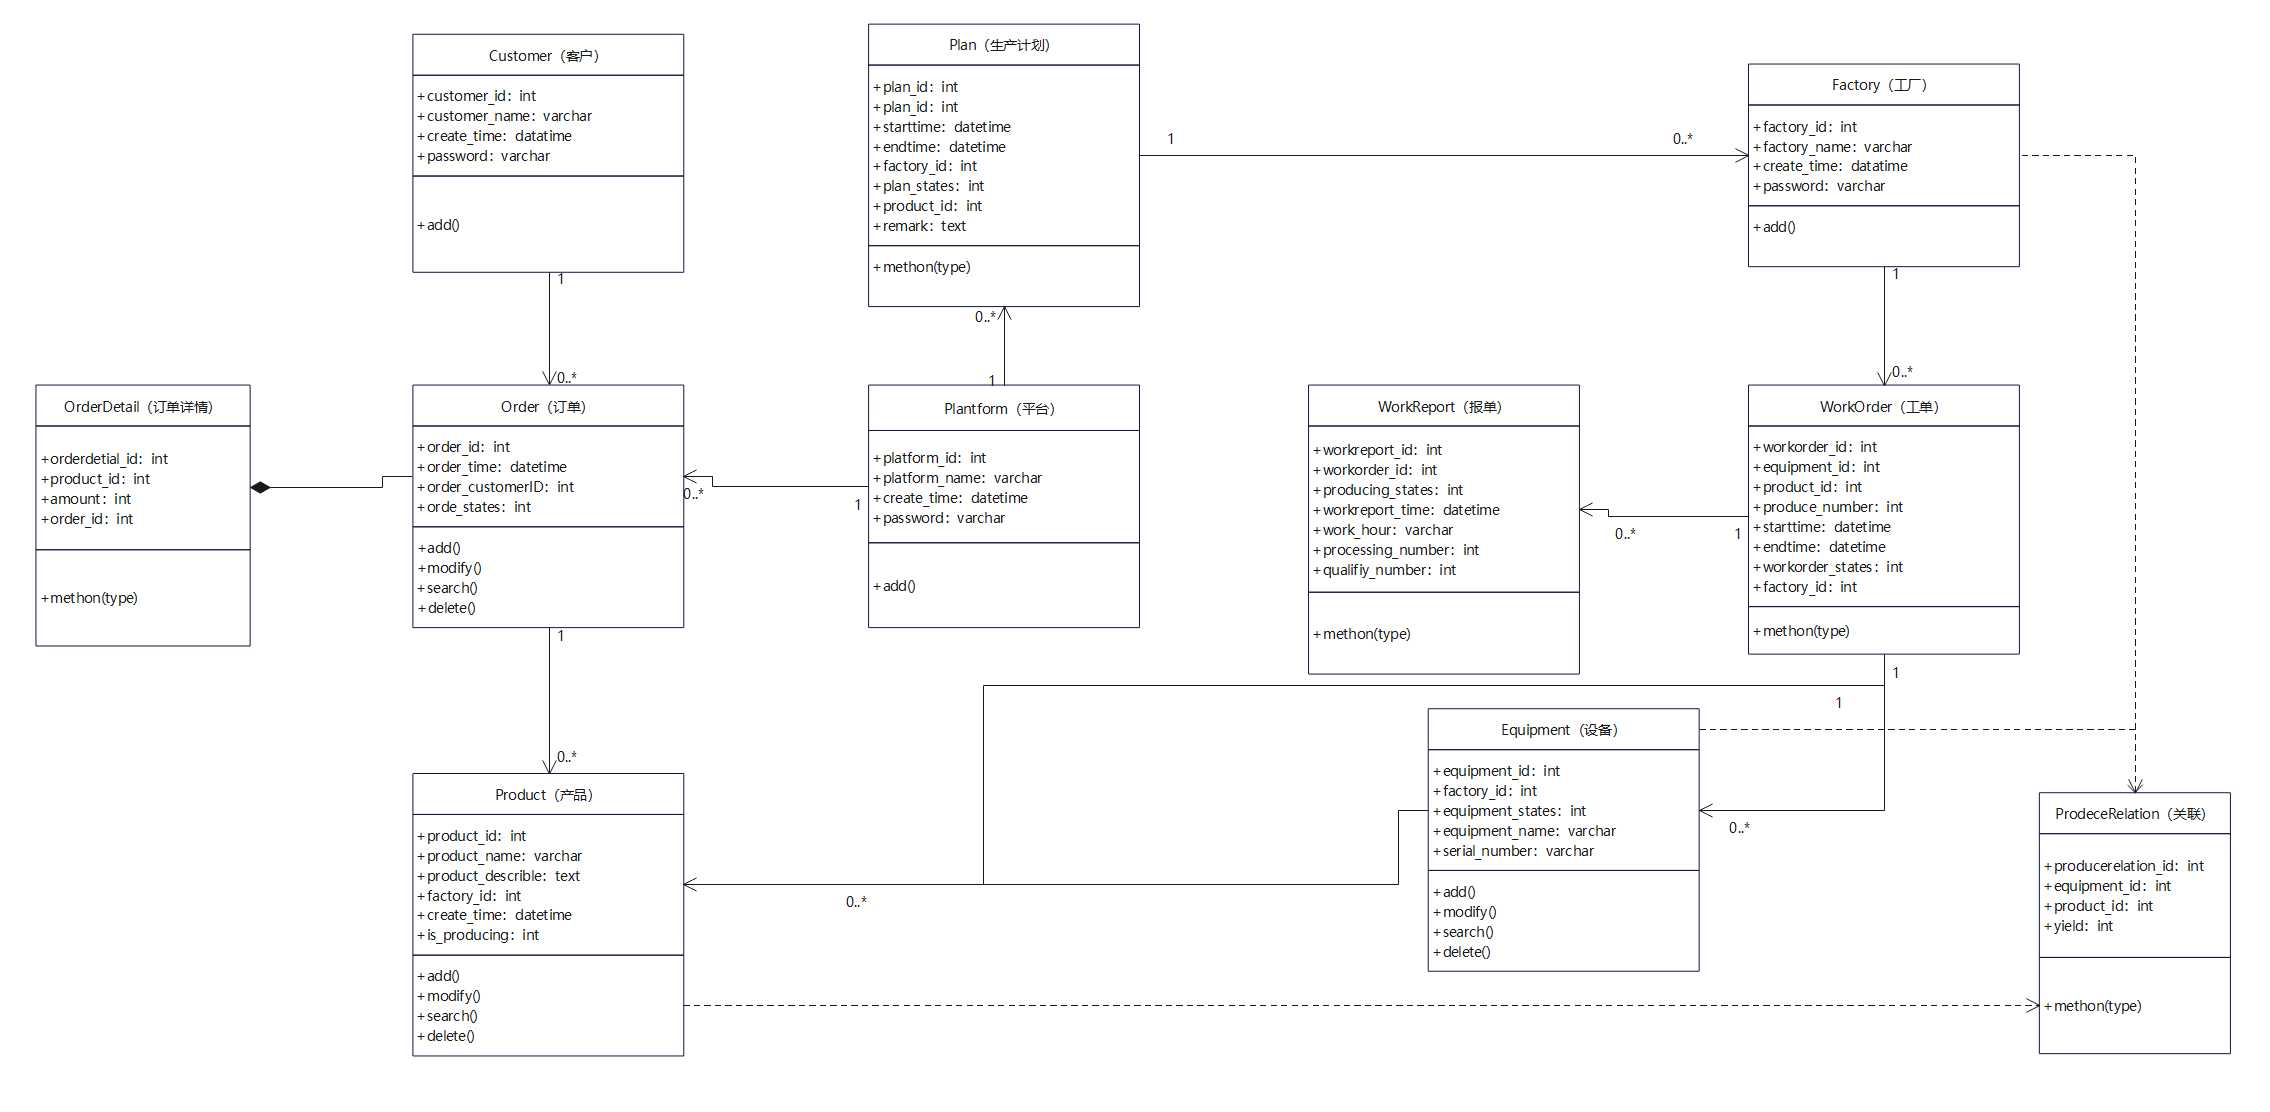 Customer（客户）
+customer_id：int
+customer_name：varchar
+create_time：datatime
+password：varchar
+add()
1
0..*
Plan（生产计划）
+plan_id：int
+plan_id：int
+starttime：datetime
+endtime：datetime
+factory_id：int
+plan_states：int
+product_id：int
+remark：text
+methon(type)
1
0..*
0..*
1
Factory（工厂）
+factory_id：int
+factory_name：varchar
+create_time：datatime
+password：varchar
+add()
1
0..*
OrderDetail（订单详情）
+orderdetial_id：int
+product_id：int
+amount：int
+order_id：int
+methon(type)
Order（订单）
+order_id：int
+order_time：datetime
+order_customerID：int
+orde_states：int
+add()
+modify()
+search()
+delete()
0..*
1
1
0..*
Plantform（平台）
+platform_id：int
+platform_name：varchar
+create_time：datetime
+password：varchar
+add()
WorkReport（报单）
+workreport_id：int
+workorder_id：int
+producing_states：int
+workreport_time：datetime
+work_hour：varchar
+processing_number：int
+qualifiy_number：int
+methon(type)
0..*
1
WorkOrder（工单）
+workorder_id：int
+equipment_id：int
+product_id：int
+produce_number：int
+starttime：datetime
+endtime：datetime
+workorder_states：int
+factory_id：int
+methon(type)
1
1
0..*
Product（产品）
+product_id：int
+product_name：varchar
+product_describle：text
+factory_id：int
+create_time：datetime
+is_producing：int
+add()
+modify()
+search()
+delete()
0..*
Equipment（设备）
+equipment_id：int
+factory_id：int
+equipment_states：int
+equipment_name：varchar
+serial_number：varchar
+add()
+modify()
+search()
+delete()
ProdeceRelation（关联）
+producerelation_id：int
+equipment_id：int
+product_id：int
+yield：int
+methon(type)